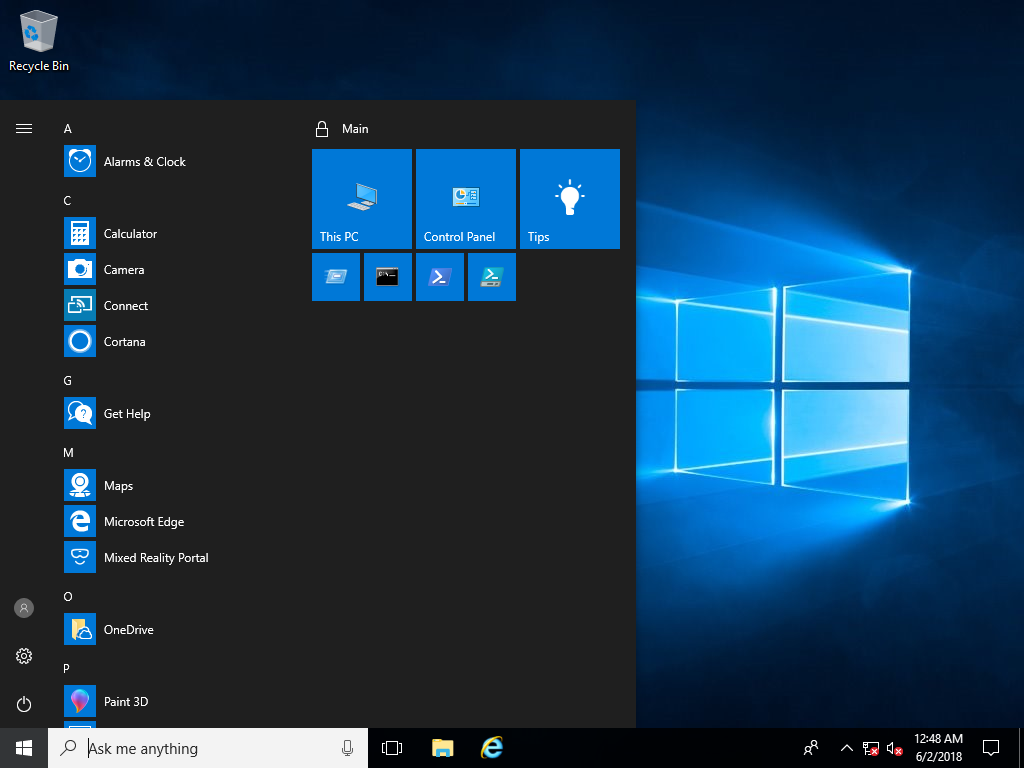 Recycle Bin
A
Alarms & Clock
C
Calculator
Camera
Connect
Cortana
G
Get Help
M
Maps
Microsoft Edge
Mixed Reality Portal
O
OneDrive
P
Paint 3D
Main
This PC
Control Panel
Tips
Ask me anything
12:48 AM
6/2/2018